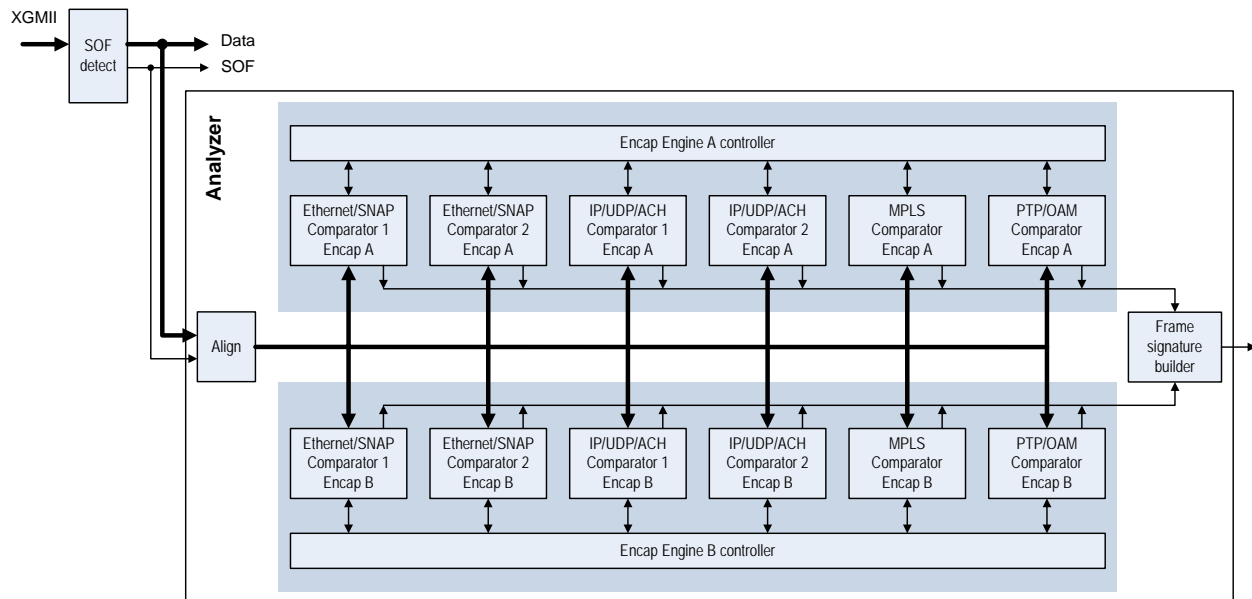 XGMII
SOF
detect
Data
SOF
Analyzer
Encap Engine A controller
Ethernet/SNAP
Comparator 1
Encap A
Ethernet/SNAP
Comparator 2
Encap A
IP/UDP/ACH
Comparator 1
Encap A
IP/UDP/ACH
Comparator 2
Encap A
MPLS
Comparator
Encap A
PTP/OAM
Comparator
Encap A
Align
Frame
signature
builder
Ethernet/SNAP
Comparator 1
Encap B
Ethernet/SNAP
Comparator 2
Encap B
IP/UDP/ACH
Comparator 1
Encap B
IP/UDP/ACH
Comparator 2
Encap B
MPLS
Comparator
Encap B
PTP/OAM
Comparator
Encap B
Encap Engine B controller